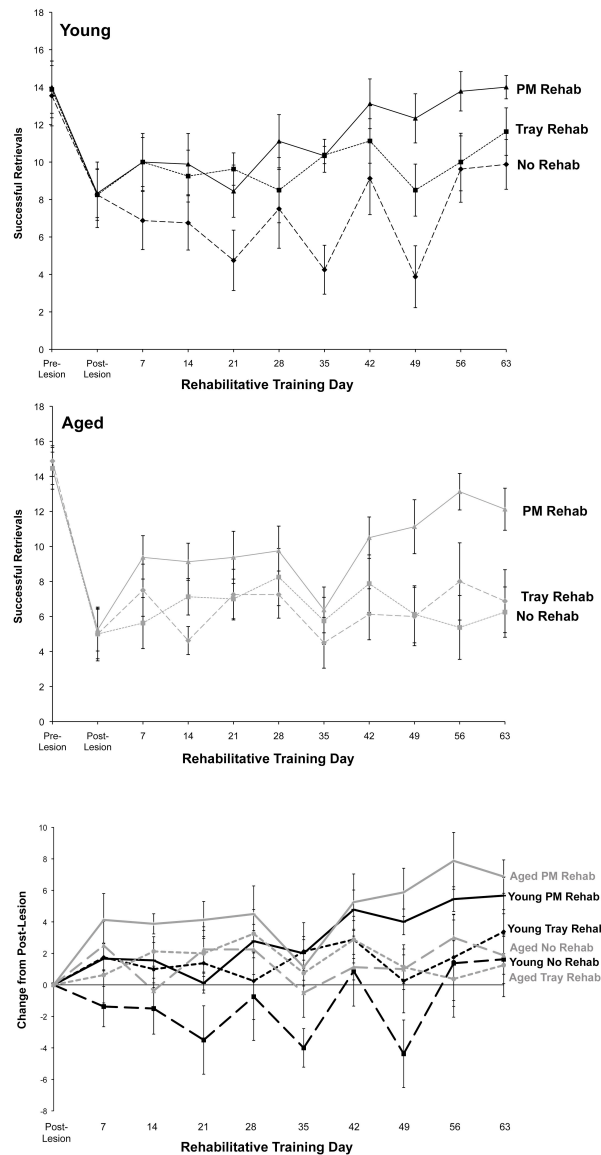 Young
18
16
14
12
10
8
6
4
2
0
Successful Retrievals
PM Rehab
Tray Rehab
No Rehab
Pre-
Lesion
Post-
Lesion
7 14 21 28 35 42 49 56 63
Rehabilitative Training Day
Aged
18
16
14
12
10
8
6
4
2
0
Successful Retrievals
PM Rehab
Tray Rehab
No Rehab
Pre-
Lesion
Post-
Lesion
7 14 21 28 35 42 49 56 63
Rehabilitative Training Day
10
8
6
4
2
0
-2
-4
-6
-8
Change from Post-Lesion
Aged PM Rehab
Young PM Rehab
Young Tray Rehal
Aged No Rehab
Young No Rehab
Aged Tray Rehab
Post-
Lesion
7 14 21 28 35 42 49 56 63
Rehabilitative Training Day